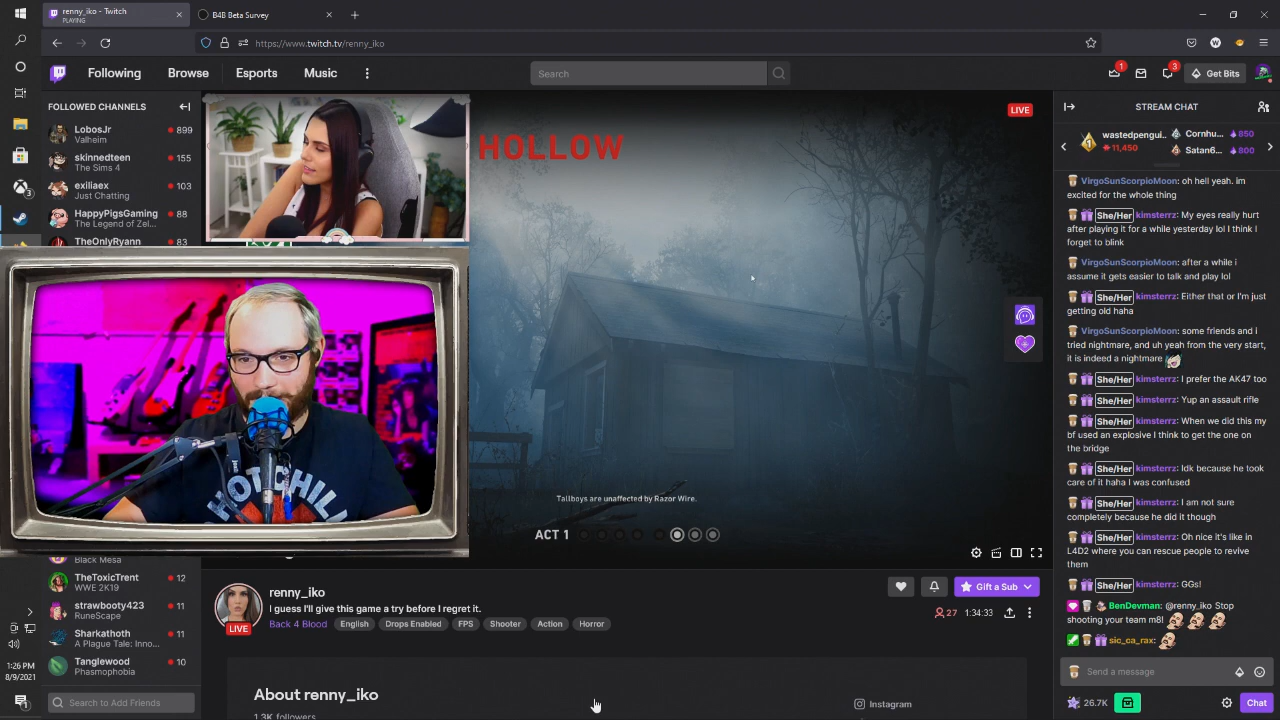 renny_iko - Twitch
PLAYING
B4B Beta Survey
https://www.twitch.tv/renny_iko
Following
Browse
Esports
Music
Search
1
3
Get Bits
FOLLOWED CHANNELS
LobosJr
899
Valheim
skinnedteen
155
The Sims 4
exiliaex
103
Just Chatting
HappyPigsGaming
88
The Legend of Zel...
TheOnlyRyann
83
HOLLOW
LIVE
HOTCHILI
Tallboys are unaffected by Razor Wire.
ACT 1
Black Mesa
TheToxicTrent
12
WWE 2K19
strawbooty423
11
RuneScape
Sharkathoth
11
A Plague Tale: Inno...
Tanglewood
10
Phasmophobia
Search to Add Friends
3
1:26 PM
8/9/2021
1
renny_iko
I guess I'll give this game a try before I regret it.
LIVE
Back 4 Blood
English
Drops Enabled
FPS
Shooter
Action
Horror
Gift a Sub
27
1:34:33
About renny_iko
1.3K followers
Instagram
STREAM CHAT
1
wastedpengui...
11,450
Cornhu...
850
Satan6...
800
VirgoSunScorpioMoon: oh hell yeah. im
excited for the whole thing
She/Her kimsterrz: My eyes really hurt
after playing it for a while yesterday lol I think I
forget to blink
VirgoSunScorpioMoon: after a while i
assume it gets easier to talk and play lol
She/Her kimsterrz: Either that or I'm just
getting old haha
VirgoSunScorpioMoon: some friends and i
tried nightmare, and uh yeah from the very start,
it is indeed a nightmare
She/Her kimsterrz: I prefer the AK47 too
She/Her kimsterrz: Yup an assault rifle
She/Her kimsterrz: When we did this my
bf used an explosive I think to get the one on
the bridge
She/Her kimsterrz: Idk because he took
care of it haha I was confused
She/Her kimsterrz: I am not sure
completely because he did it though
She/Her kimsterrz: Oh nice it's like in
L4D2 where you can rescue people to revive
them
She/Her kimsterrz: GGs!
BenDevman: @renny_iko Stop
shooting your team m8!
sic_ca_rax:
Send a message
26.7K
Chat